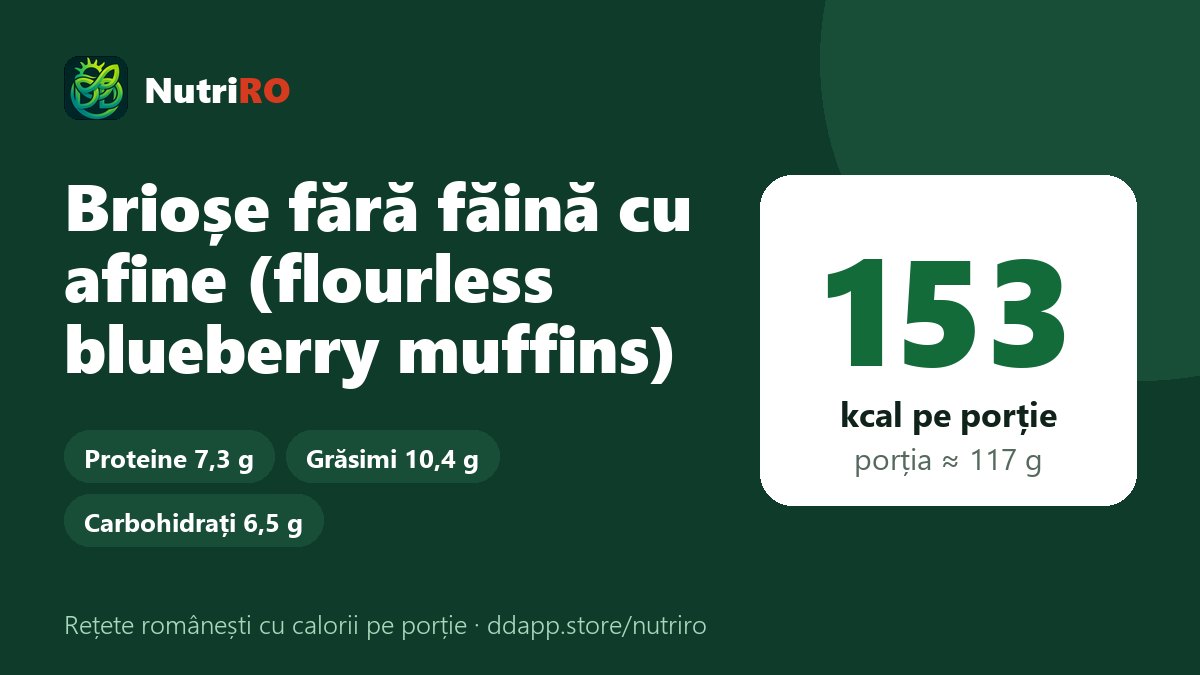 NutriRO
Brioșe fără făină cu
afine (flourless
blueberry muffins)
Proteine 7,3 g
Grăsimi 10,4 g
Carbohidrați 6,5 g
153
kcal pe porție
porția ≈ 117 g
Rețete românești cu calorii pe porție · ddapp.store/nutriro